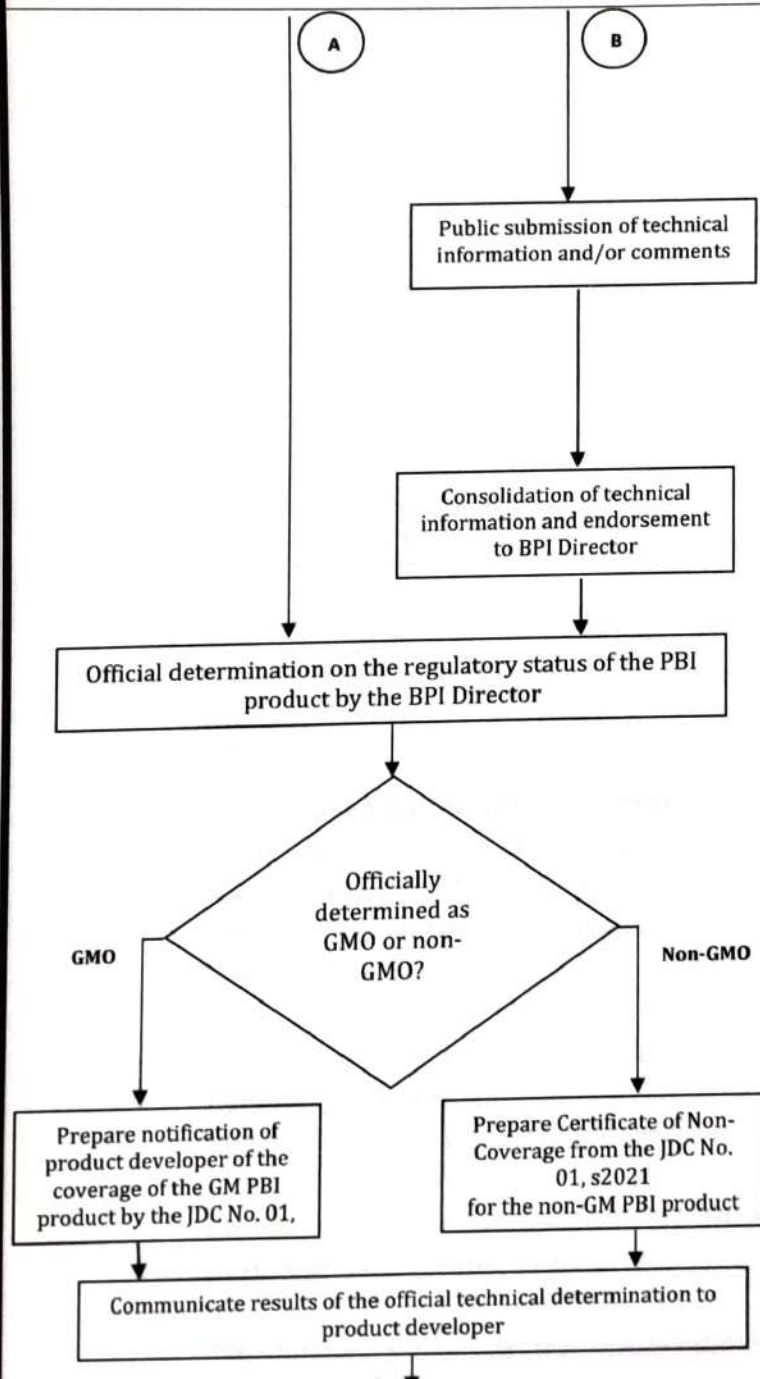 A
B
Public submission of technical
information and/or comments
Consolidation of technical
information and endorsement
to BPI Director
Official determination on the regulatory status of the PBI
product by the BPI Director
Officially
determined as
GMO or non-
GMO?
GMO
Non-GMO
Prepare notification of
product developer of the
coverage of the GM PBI
product by the JDC No. 01,
Prepare Certificate of Non-
Coverage from the JDC No.
01, s2021
for the non-GM PBI product
Communicate results of the official technical determination to
product developer